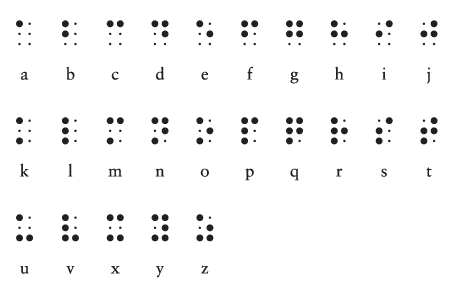 a b c d e f g h i j
k l m n o p q r s t
u v x y z